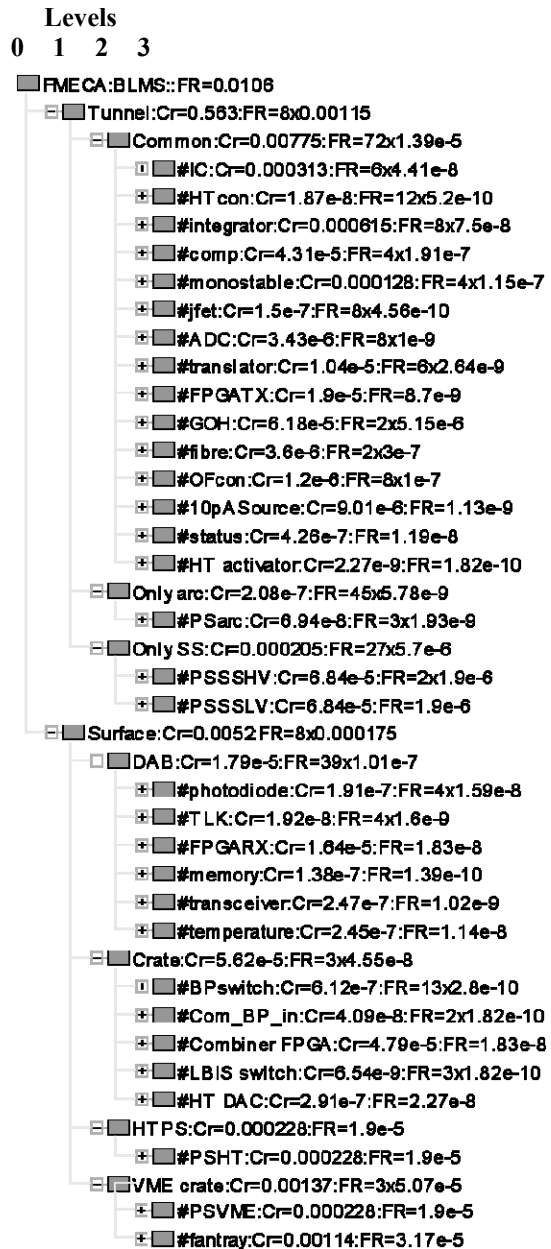 Levels
0 1 2 3
FMECA:BLMS::FR=0.0106
Tunnel:Cr=0.563:FR=8x0.00115
Common:Cr=0.00775:FR=72x1.39e-5
#IC:Cr=0.000313:FR=6x4.41e-8
#HTcon:Cr=1.87e-8:FR=12x5.2e-10
#integrator:Cr=0.000615:FR=8x7.5e-8
#comp:Cr=4.31e-5:FR=4x1.91e-7
#monostable:Cr=0.000128:FR=4x1.15e-7
#jfet:Cr=1.5e-7:FR=8x4.56e-10
#ADC:Cr=3.43e-6:FR=8x1e-9
#translator:Cr=1.04e-5:FR=6x2.64e-9
#FPGATX:Cr=1.9e-5:FR=8.7e-9
#GOH:Cr=6.18e-5:FR=2x5.15e-6
#fibre:Cr=3.6e-6:FR=2x3e-7
#OFcon:Cr=1.2e-6:FR=8x1e-7
#10pASource:Cr=9.01e-6:FR=1.13e-9
#status:Cr=4.26e-7:FR=1.19e-8
#HT activator:Cr=2.27e-9:FR=1.82e-10
Only arc:Cr=2.08e-7:FR=45x5.78e-9
#PSarc:Cr=6.94e-8:FR=3x1.93e-9
Only SS:Cr=0.000205:FR=27x5.7e-6
#PSSSHV:Cr=6.84e-5:FR=2x1.9e-6
#PSSSLV:Cr=6.84e-5:FR=1.9e-6
Surface:Cr=0.0052:FR=8x0.000175
DAB:Cr=1.79e-5:FR=39x1.01e-7
#photodiode:Cr=1.91e-7:FR=4x1.59e-8
#TLK:Cr=1.92e-8:FR=4x1.6e-9
#FPGARX:Cr=1.64e-5:FR=1.83e-8
#memory:Cr=1.38e-7:FR=1.39e-10
#transceiver:Cr=2.47e-7:FR=1.02e-9
#temperature:Cr=2.45e-7:FR=1.14e-8
Crate:Cr=5.62e-5:FR=3x4.55e-8
#BPswitch:Cr=6.12e-7:FR=13x2.8e-10
#Com_BP_in:Cr=4.09e-8:FR=2x1.82e-10
#Combiner FPGA:Cr=4.79e-5:FR=1.83e-8
#LBIS switch:Cr=6.54e-9:FR=3x1.82e-10
#HT DAC:Cr=2.91e-7:FR=2.27e-8
HTPS:Cr=0.000228:FR=1.9e-5
#PSHT:Cr=0.000228:FR=1.9e-5
VME crate:Cr=0.00137:FR=3x5.07e-5
#PSVME:Cr=0.000228:FR=1.9e-5
#fantray:Cr=0.00114:FR=3.17e-5